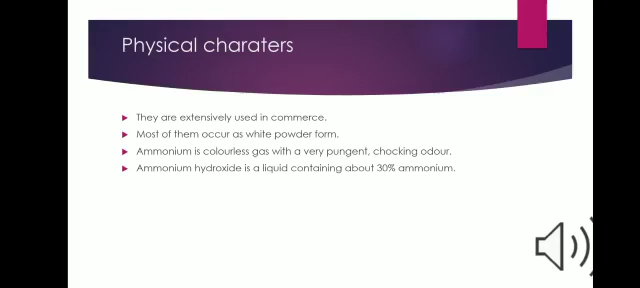 Physical charaters
They are extensively used in commerce.
Most of them occur as white powder form.
Ammonium is colourless gas with a very pungent, chocking odour.
Ammonium hydroxide is a liquid containing about 30% ammonium.